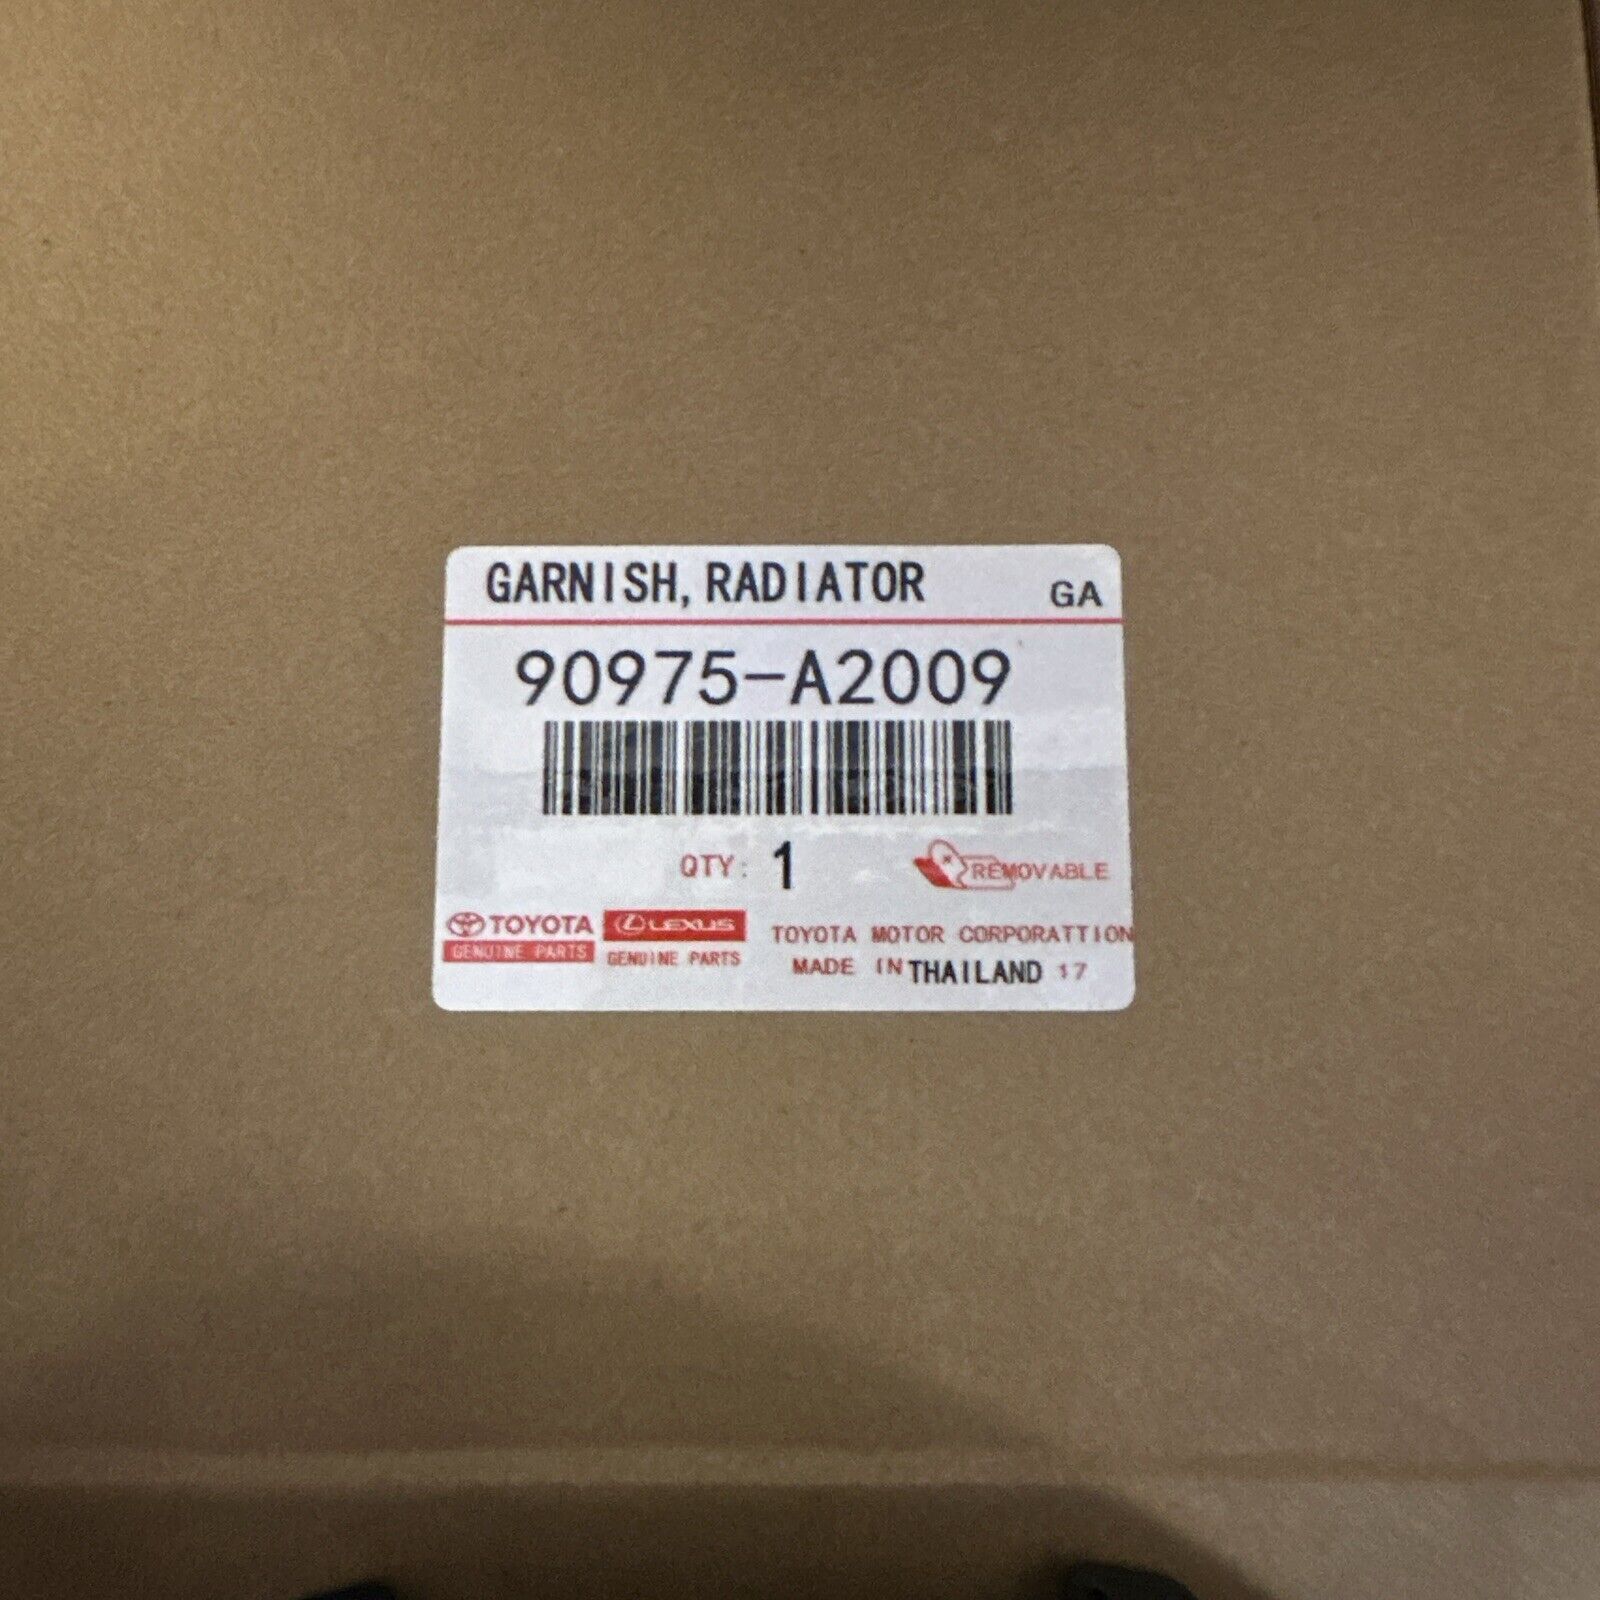 GARNISH, RADIATOR GA
90975-A2009
QTY: 1
REMOVABLE
TOYOTA LEXUS TOYOTA MOTOR CORPORATTION
GENUINE PARTS GENUINE PARTS MADE IN THAILAND 17